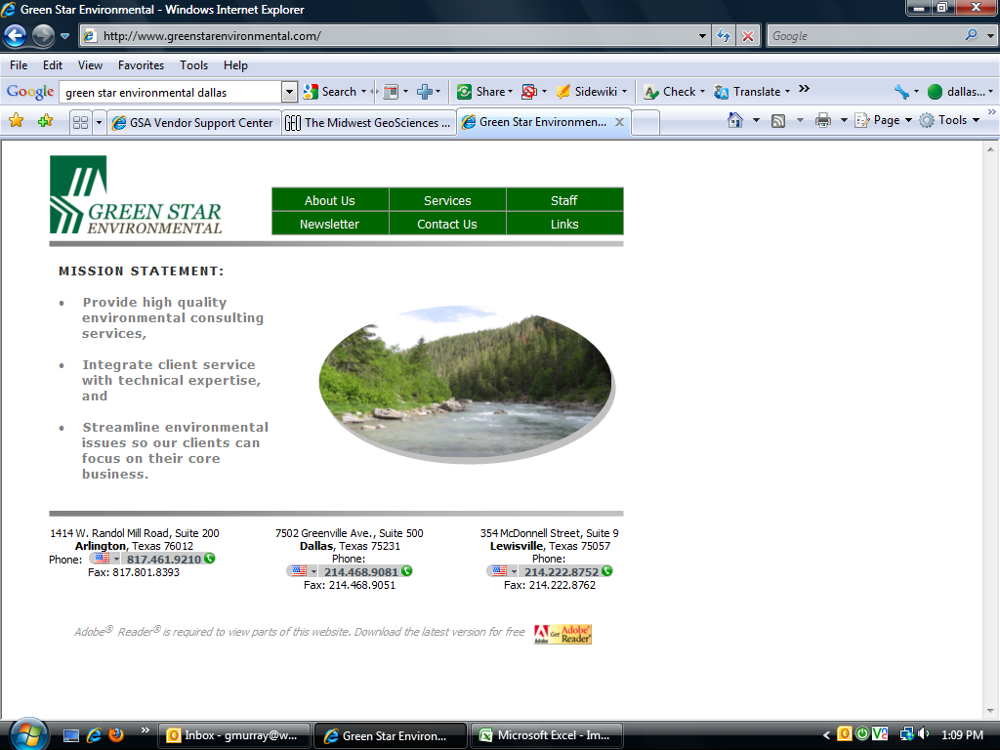 Green Star Environmental - Windows Internet Explorer
http://www.greenstarenvironmental.com/
Google
File Edit View Favorites Tools Help
Google green star environmental dallas Search Share Sidewiki Check Translate dallas...
GSA Vendor Support Center The Midwest GeoSciences ... Green Star Environmen... Page Tools
GREEN STAR
ENVIRONMENTAL
About Us Services Staff
Newsletter Contact Us Links
MISSION STATEMENT:
• Provide high quality
environmental consulting
services,
• Integrate client service
with technical expertise,
and
• Streamline environmental
issues so our clients can
focus on their core
business.
1414 W. Randol Mill Road, Suite 200
Arlington, Texas 76012
Phone: 817.461.9210
Fax: 817.801.8393
7502 Greenville Ave., Suite 500
Dallas, Texas 75231
Phone:
214.468.9081
Fax: 214.468.9051
354 McDonnell Street, Suite 9
Lewisville, Texas 75057
Phone:
214.222.8752
Fax: 214.222.8762
Adobe® Reader® is required to view parts of this website. Download the latest version for free
Get Adobe Reader
Adobe
Inbox - gmurray@w... Green Star Environ... Microsoft Excel - Im... 1:09 PM